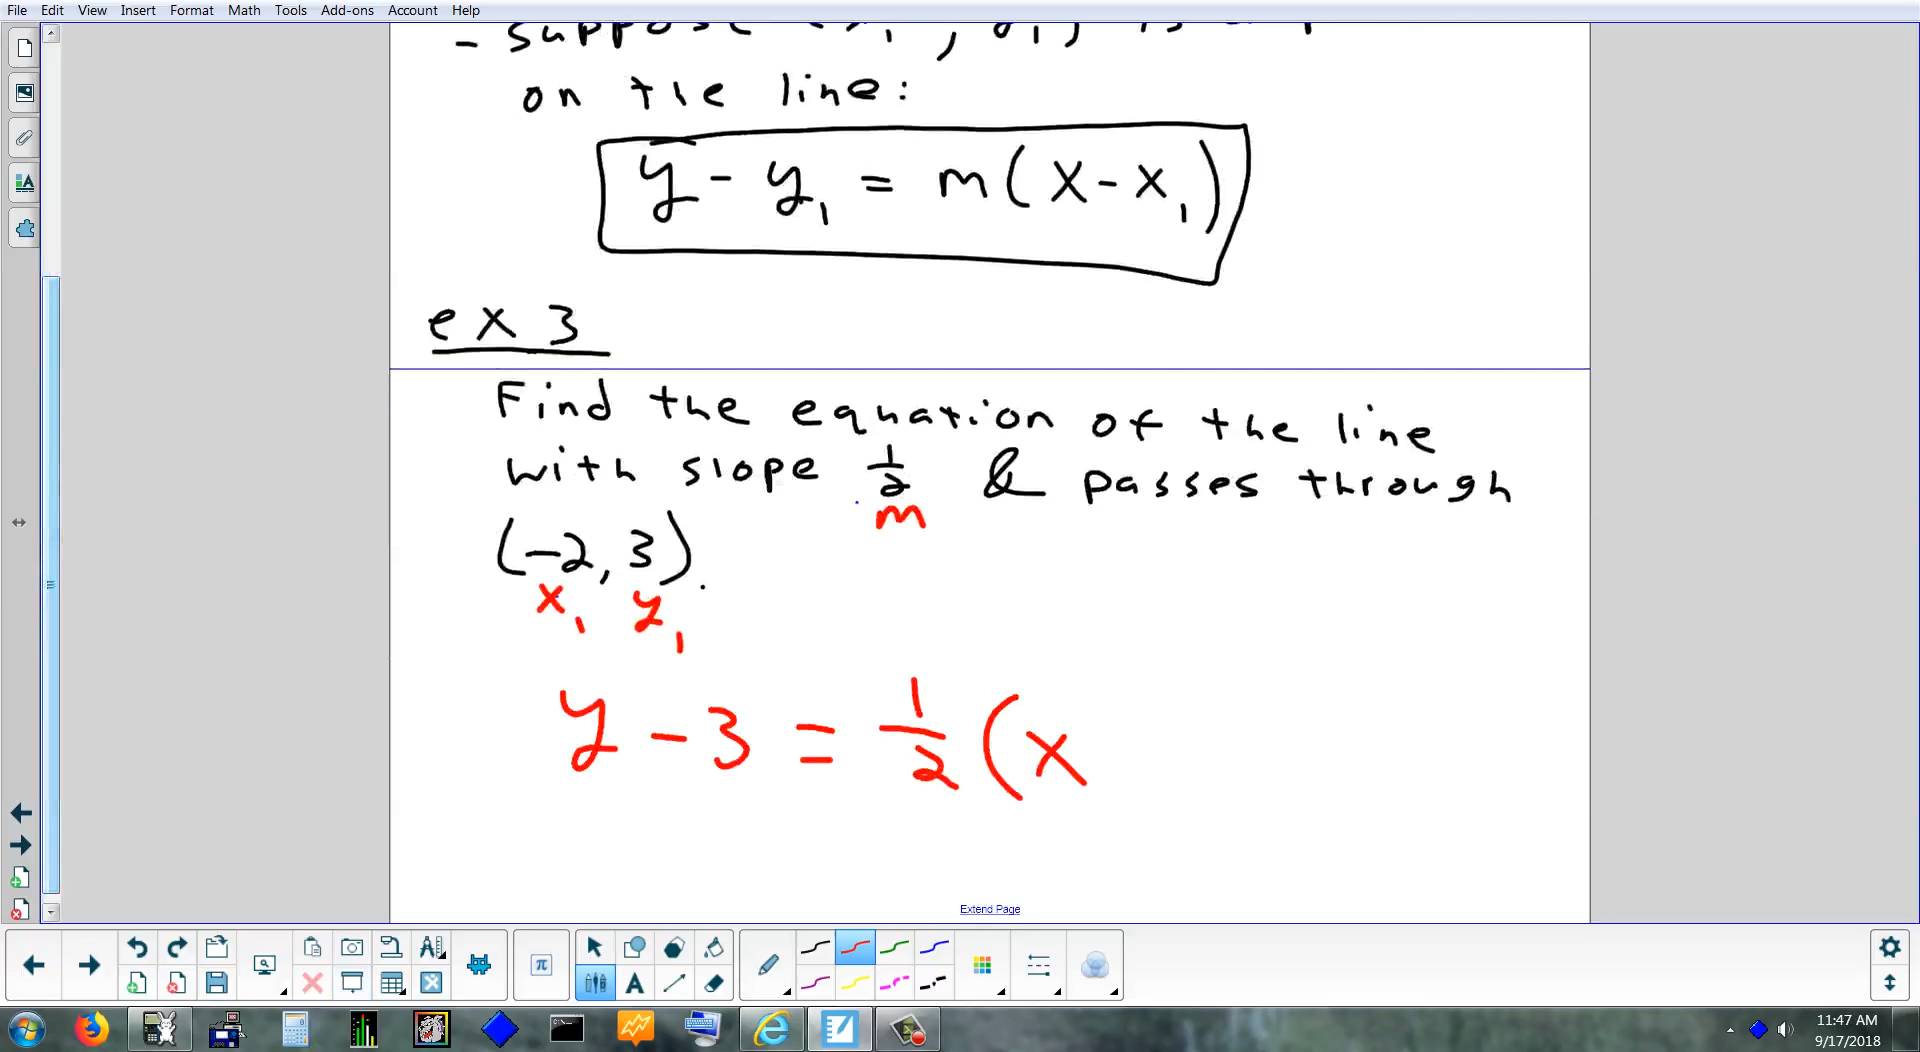 File Edit View Insert Format Math Tools Add-ons Account Help
- suppose
on the line:
y - y₁ = m(x - x₁)
ex 3
Find the equation of the line
with slope 1/2 & passes through
m
(-2, 3).
x₁ y₁
y - 3 = 1/2 (x
Extend Page
π
A
11:47 AM
9/17/2018